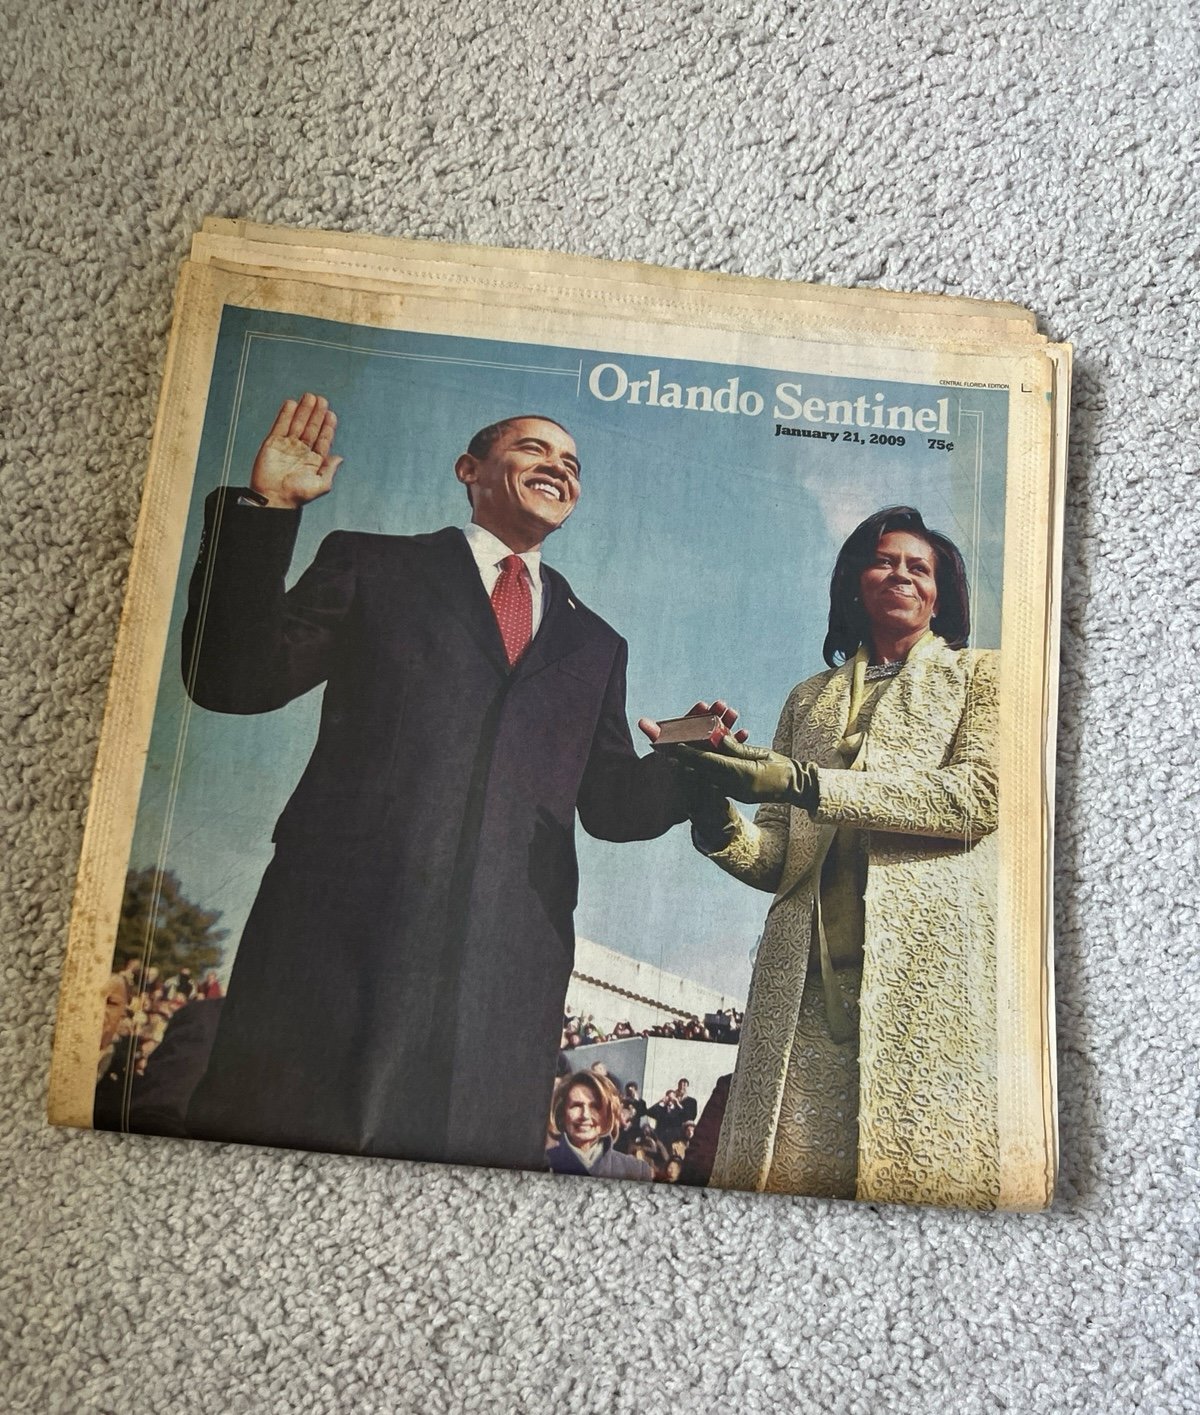 CENTRAL FLORIDA EDITION
Orlando Sentinel
January 21, 2009 75¢